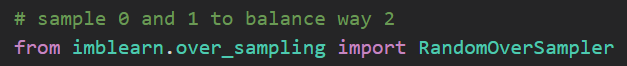 # sample 0 and 1 to balance way 2
from imblearn.over_sampling import RandomOverSampler